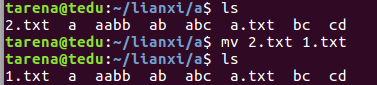 tarena@tedu:~/lianxi/a$ ls
2.txt  a  aabb  ab  abc  a.txt  bc  cd
tarena@tedu:~/lianxi/a$ mv 2.txt 1.txt
tarena@tedu:~/lianxi/a$ ls
1.txt  a  aabb  ab  abc  a.txt  bc  cd